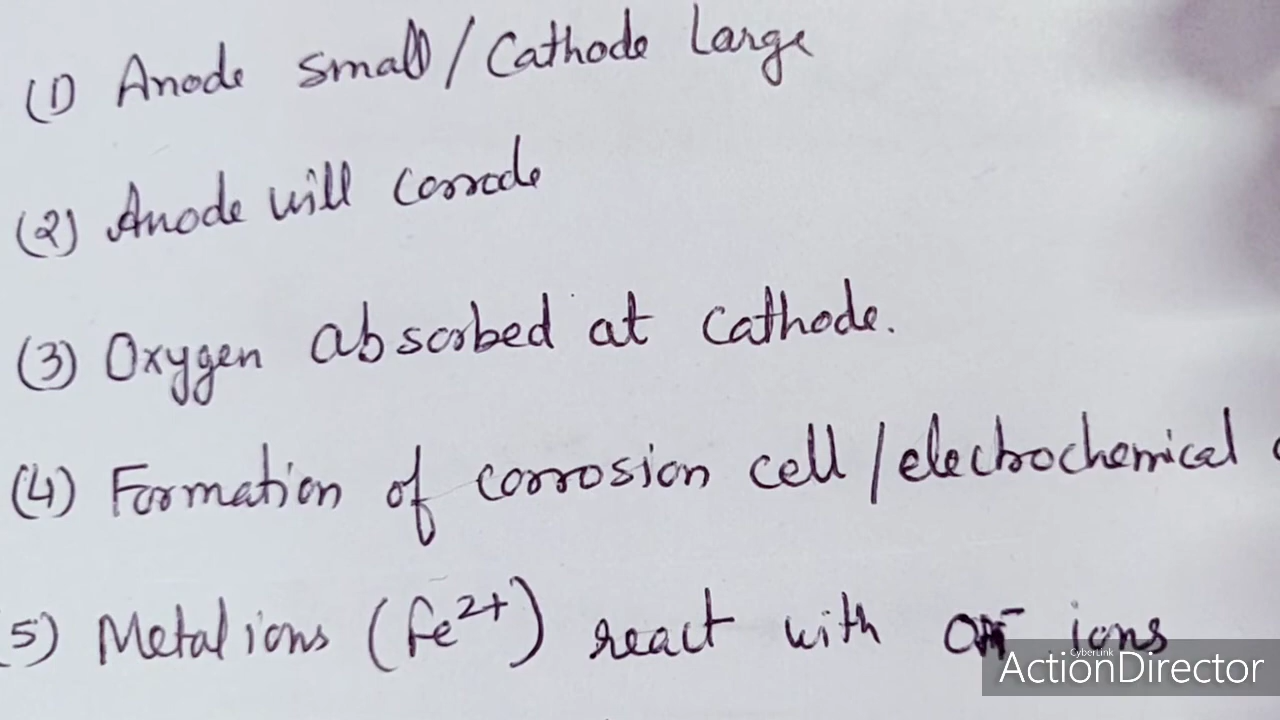 (1) Anode small / Cathode Large
(2) Anode will corrode
(3) Oxygen absorbed at cathode.
(4) Formation of corrosion cell / electrochemical
(5) Metal ions (Fe²⁺) react with OH⁻ ions
CyberLink
ActionDirector